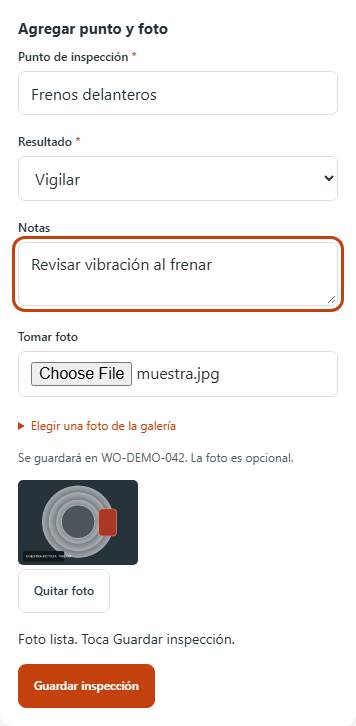 Agregar punto y foto
Punto de inspección *
Frenos delanteros
Resultado *
Vigilar
Notas
Revisar vibración al frenar
Tomar foto
Choose File muestra.jpg
Elegir una foto de la galería
Se guardará en WO-DEMO-042. La foto es opcional.
Quitar foto
Foto lista. Toca Guardar inspección.
Guardar inspección